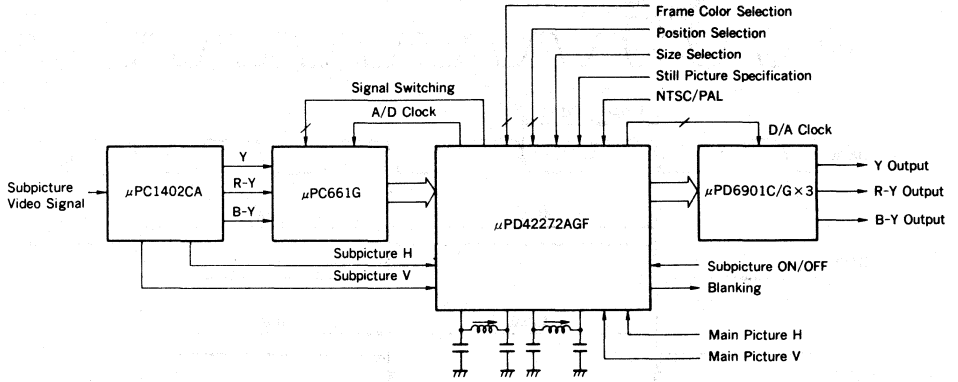 Frame Color Selection
Position Selection
Size Selection
Still Picture Specification
NTSC/PAL
Signal Switching
A/D Clock
D/A Clock
Subpicture
Video Signal
μPC1402CA
Y
R-Y
B-Y
μPC661G
μPD42272AGF
μPD6901C/G×3
Y Output
R-Y Output
B-Y Output
Subpicture H
Subpicture V
Subpicture ON/OFF
Blanking
Main Picture H
Main Picture V